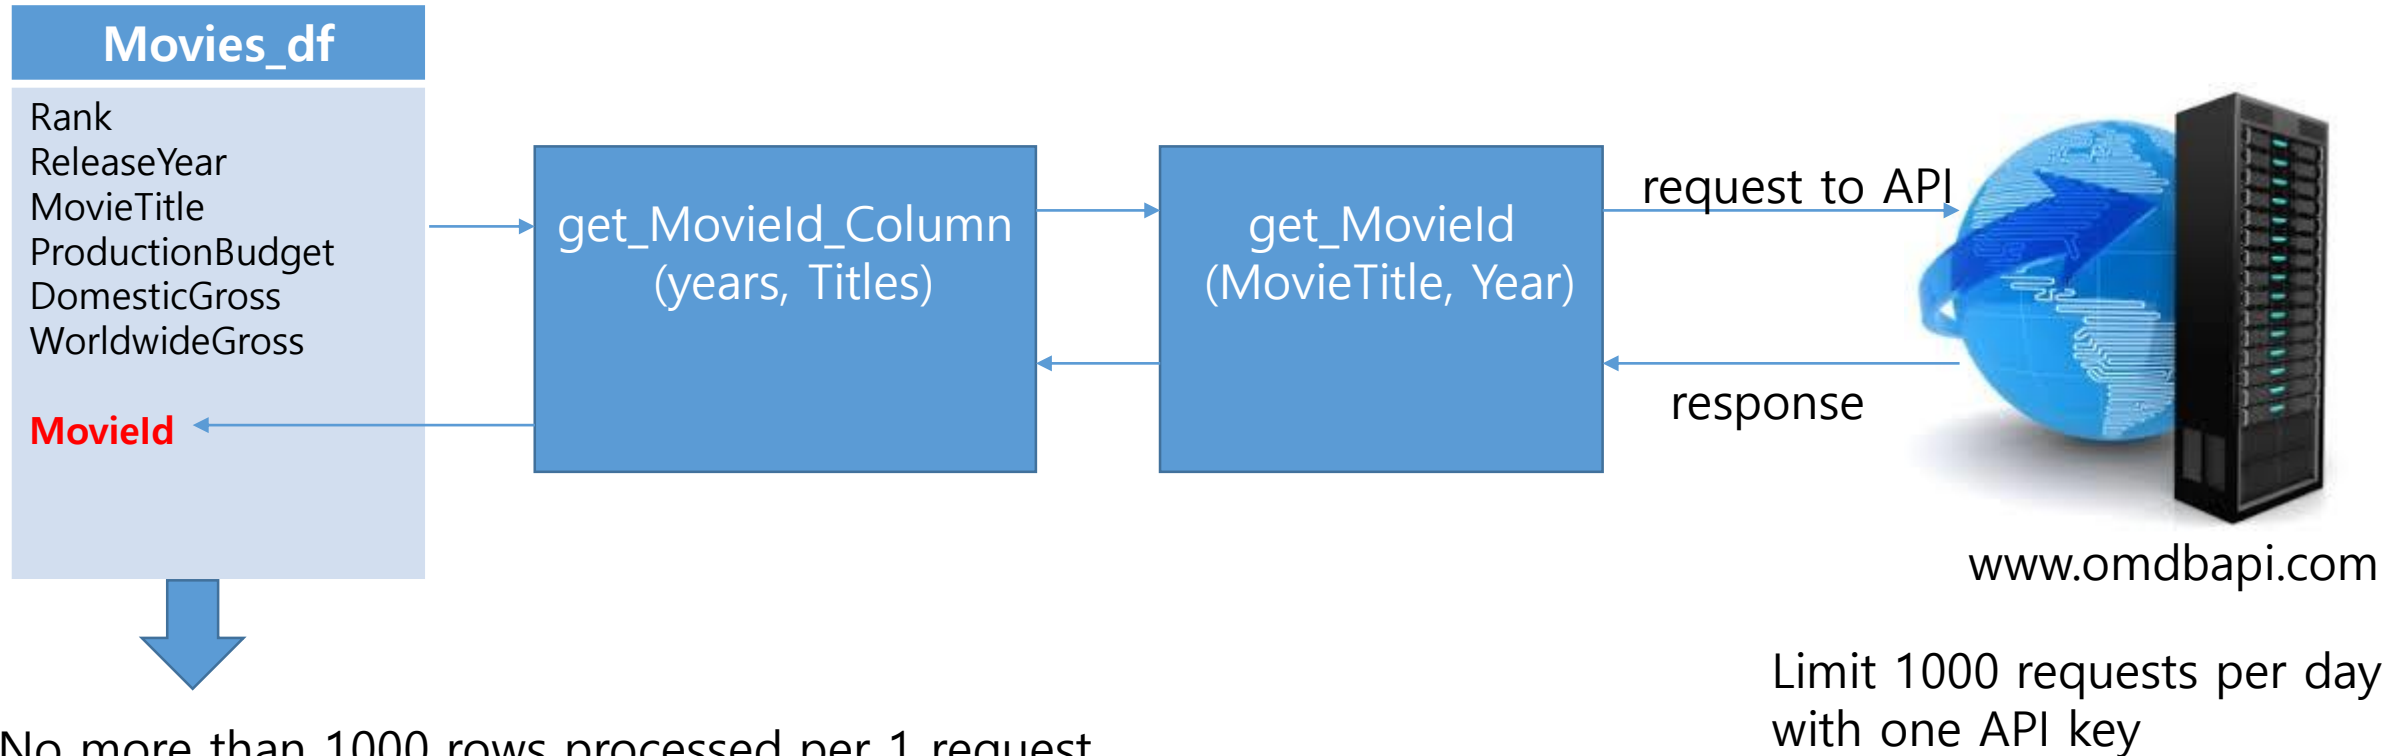 Movies_df
Rank
ReleaseYear
MovieTitle
ProductionBudget
DomesticGross
WorldwideGross
MovieId
get_MovieId_Column
(years, Titles)
get_MovieId
(MovieTitle, Year)
request to API
response
www.omdbapi.com
Limit 1000 requests per day
with one API key
No more than 1000 rows processed per 1 request